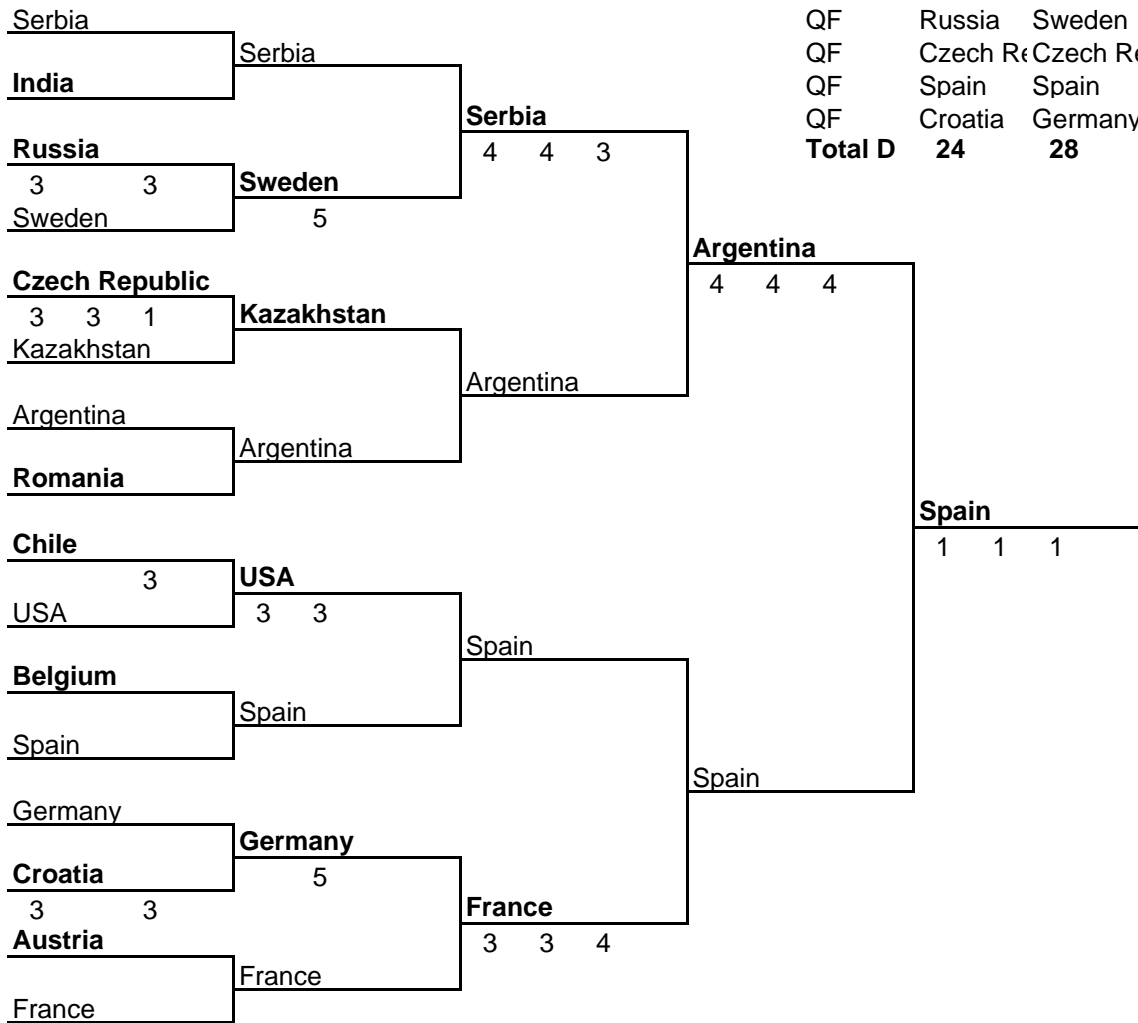 Serbia
India
Russia
3 3
Sweden
Czech Republic
3 3 1
Kazakhstan
Argentina
Romania
Chile
3
USA
Belgium
Spain
Germany
Croatia
3 3
Austria
France
Serbia
Sweden
5
Kazakhstan
Argentina
USA
3 3
Spain
Germany
5
France
Serbia
4 4 3
Argentina
Spain
France
3 3 4
Argentina
4 4 4
Spain
Spain
1 1 1
QF Russia Sweden
QF Czech Re Czech Re
QF Spain Spain
QF Croatia Germany
Total D 24 28